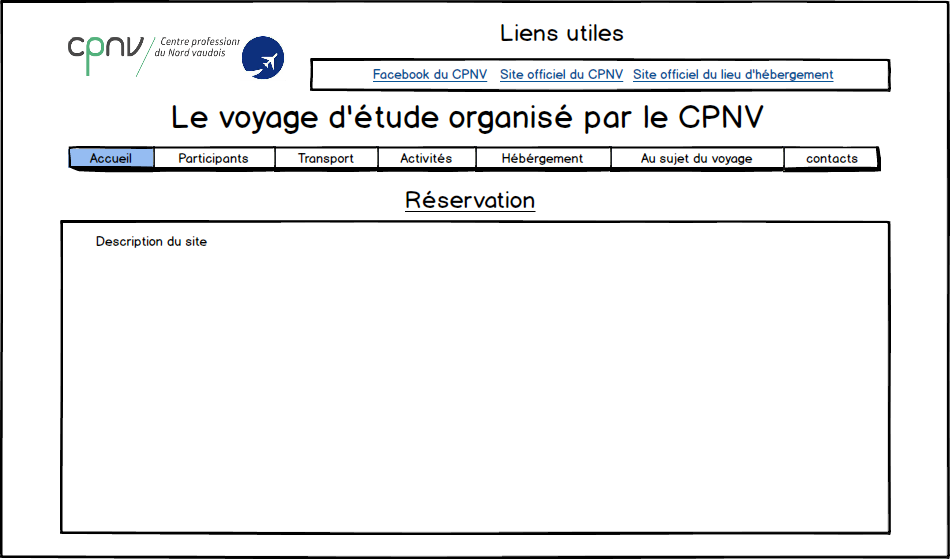 cpnv
Centre professionn
du Nord vaudois
Liens utiles
Facebook du CPNV Site officiel du CPNV Site officiel du lieu d'hébergement
Le voyage d'étude organisé par le CPNV
Accueil Participants Transport Activités Hébérgement Au sujet du voyage contacts
Réservation
Description du site